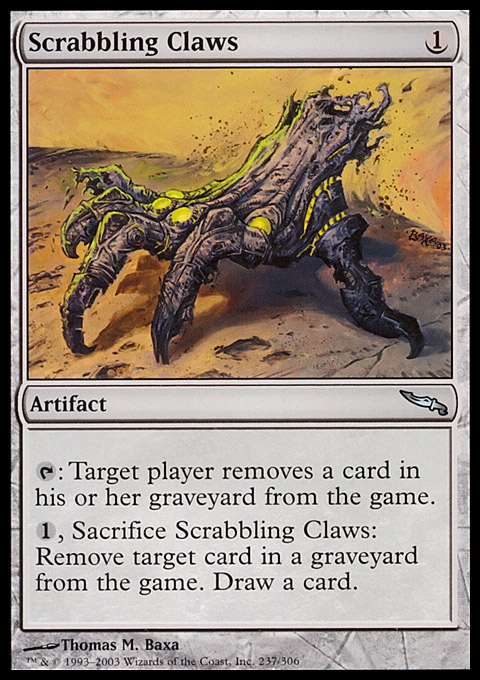 Scrabbling Claws 1
Artifact
: Target player removes a card in
his or her graveyard from the game.
1, Sacrifice Scrabbling Claws:
Remove target card in a graveyard
from the game. Draw a card.
Thomas M. Baxa
™ & © 1993–2003 Wizards of the Coast, Inc. 237/306